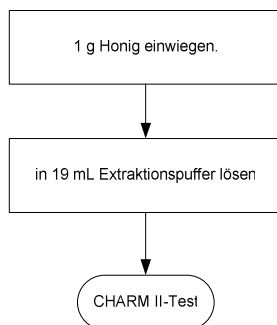 1 g Honig einwiegen.
in 19 mL Extraktionspuffer lösen
CHARM II-Test